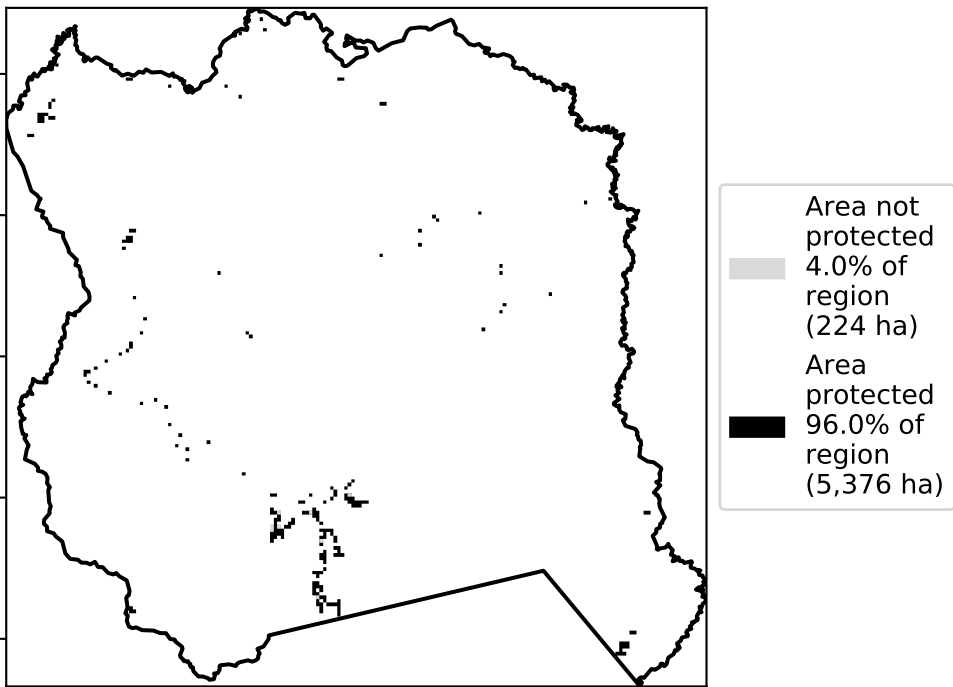 Area not
protected
4.0% of
region
(224 ha)
Area
protected
96.0% of
region
(5,376 ha)